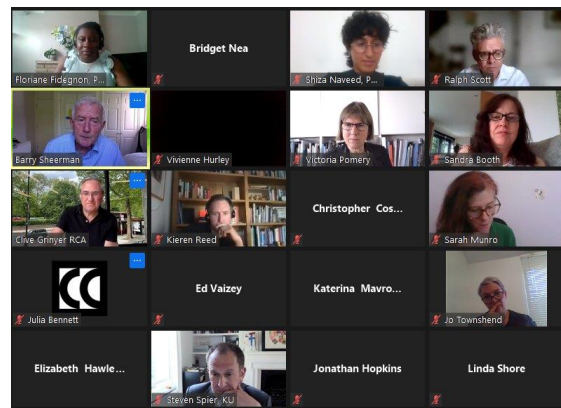 Floriane Fidegnon, P...
Bridget Nea
Shiza Naveed, P...
Ralph Scott
Barry Sheerman
Vivienne Hurley
Victoria Pomery
Sandra Booth
Clive Grinyer RCA
Kieren Reed
Christopher Cos...
Sarah Munro
CC
Julia Bennett
Ed Vaizey
Katerina Mavro...
Jo Townshend
Elizabeth Hawle...
Steven Spier, KU
Jonathan Hopkins
Linda Shore